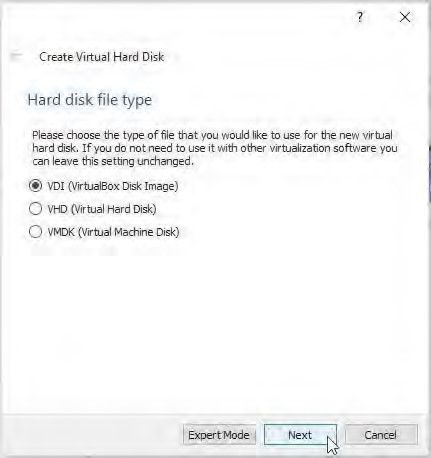 ?
Create Virtual Hard Disk
Hard disk file type
Please choose the type of file that you would like to use for the new virtual
hard disk. If you do not need to use it with other virtualization software you
can leave this setting unchanged.
VDI (VirtualBox Disk Image)
VHD (Virtual Hard Disk)
VMDK (Virtual Machine Disk)
Expert Mode Next Cancel